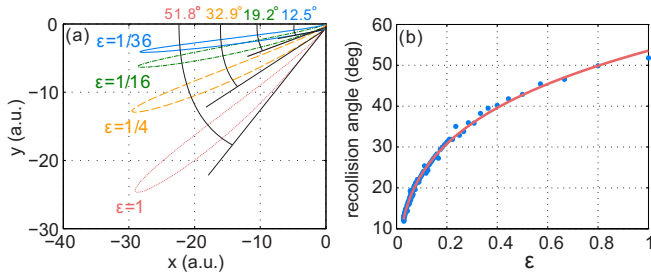 51.8° 32.9° 19.2° 12.5°
(a)
0
ε=1/36
ε=1/16
−10
ε=1/4
−20
ε=1
−30
−40 −30 −20 −10 0
y (a.u.)
x (a.u.)
(b)
60
50
40
30
20
10
0 0.2 0.4 0.6 0.8 1
recollision angle (deg)
ε